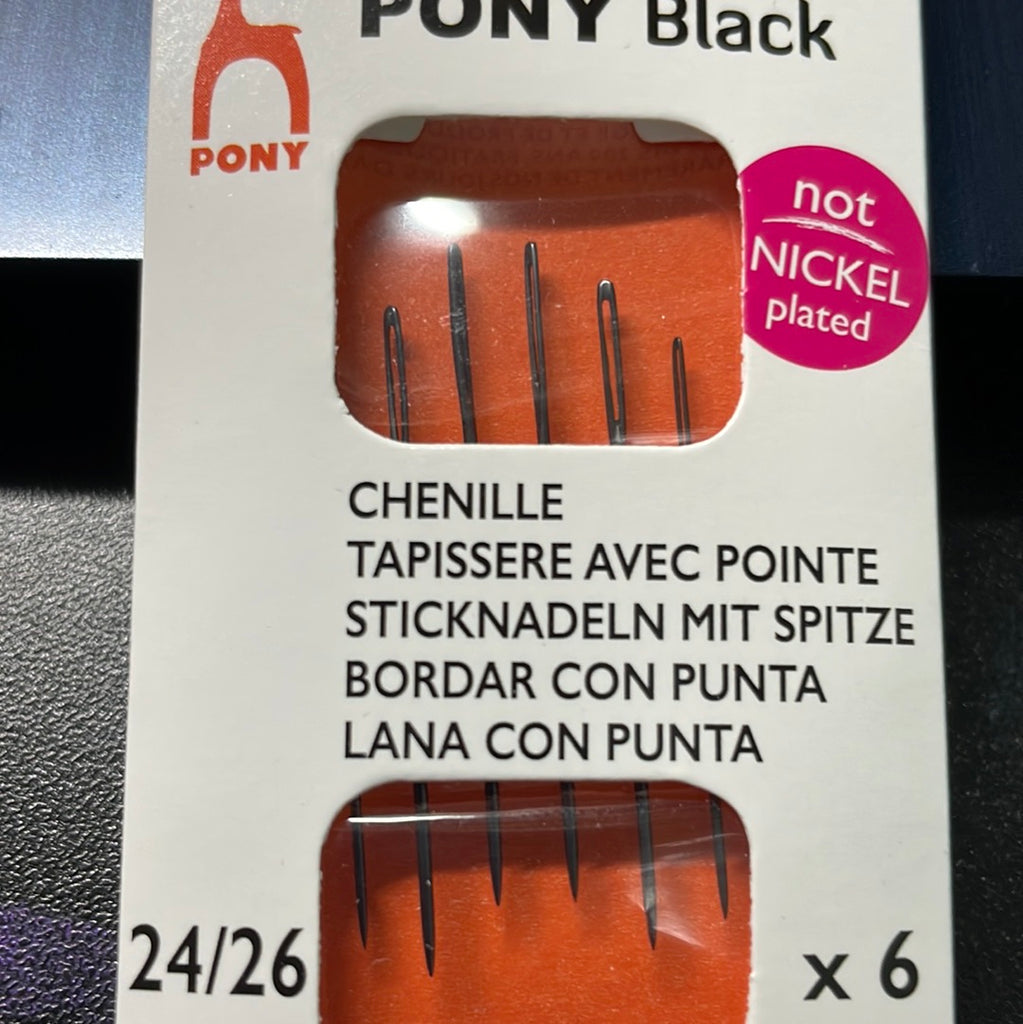 PONY Black
PONY
not
NICKEL
plated
CHENILLE
TAPISSERE AVEC POINTE
STICKNADELN MIT SPITZE
BORDAR CON PUNTA
LANA CON PUNTA
24/26
x 6